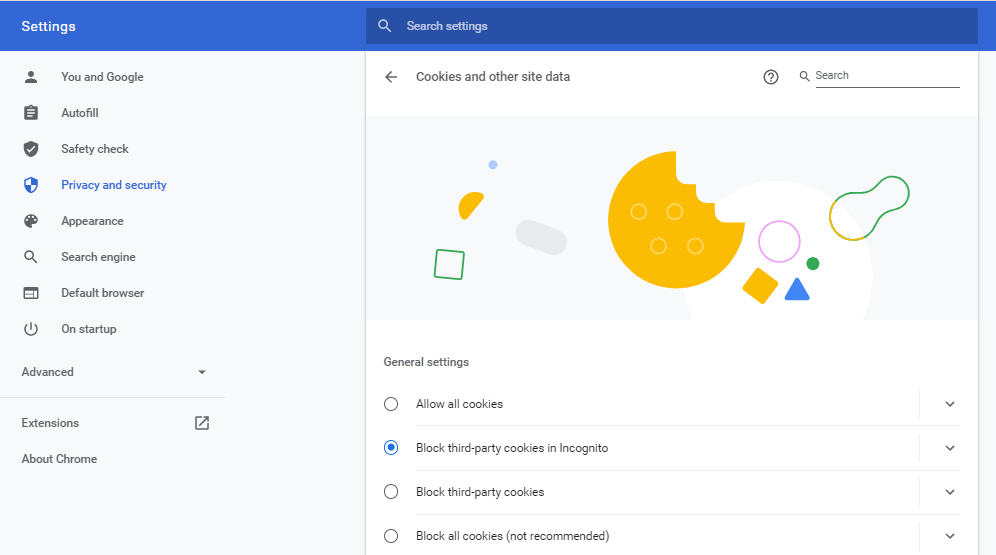 Settings
Search settings
You and Google
Autofill
Safety check
Privacy and security
Appearance
Search engine
Default browser
On startup
Advanced
Extensions
About Chrome
Cookies and other site data
Search
General settings
Allow all cookies
Block third-party cookies in Incognito
Block third-party cookies
Block all cookies (not recommended)